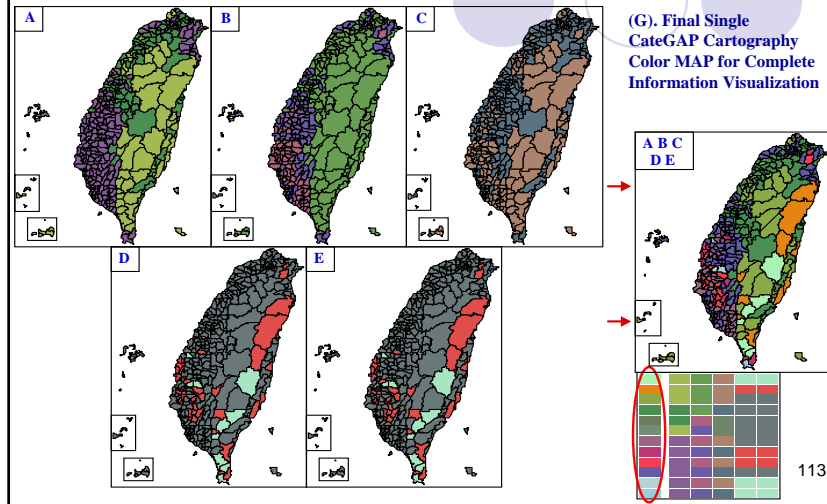 A
B
C
(G). Final Single
CateGAP Cartography
Color MAP for Complete
Information Visualization
A B C
D E
D
E
113